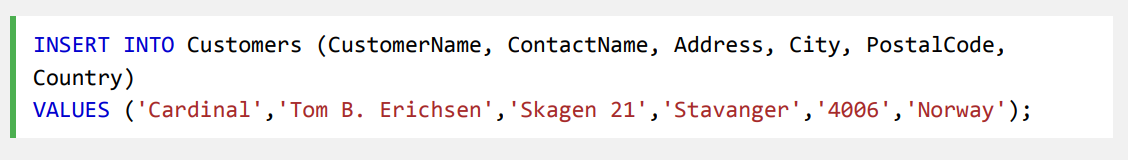 INSERT INTO Customers (CustomerName, ContactName, Address, City, PostalCode,
Country)
VALUES ('Cardinal','Tom B. Erichsen','Skagen 21','Stavanger','4006','Norway');